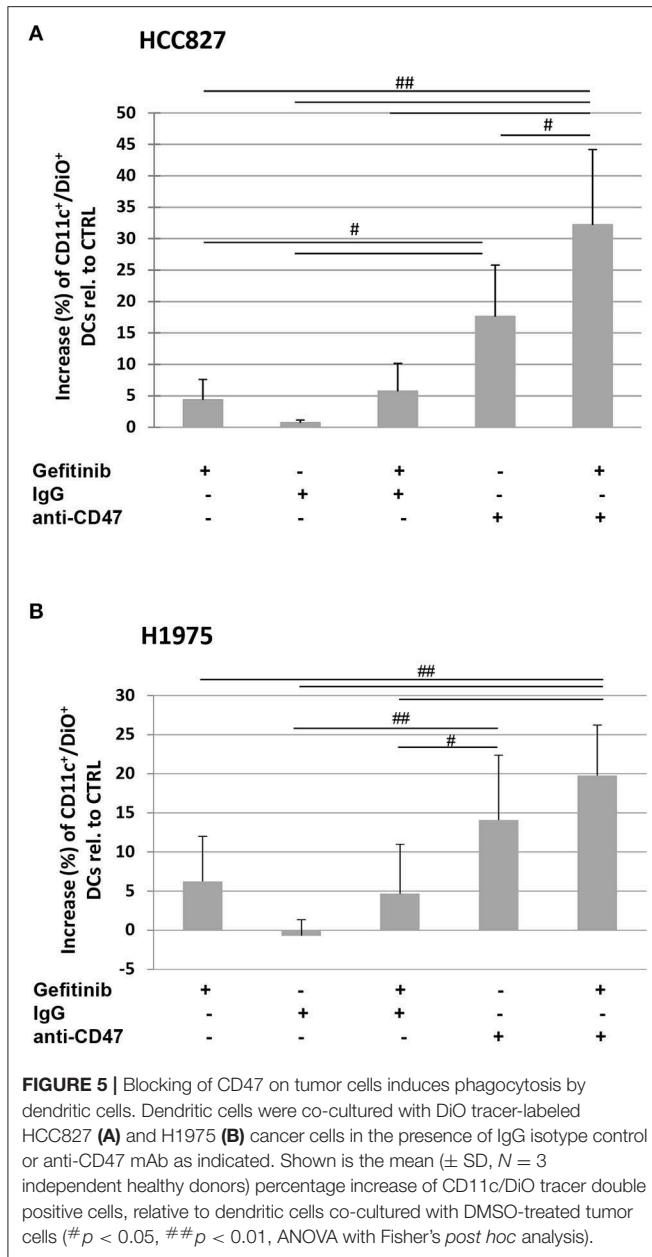 A
HCC827
##
#
#
Increase (%) of CD11c+/DiO+
DCs rel. to CTRL
50
45
40
35
30
25
20
15
10
5
0
Gefitinib + - + - +
IgG - + + - -
anti-CD47 - - - + +
B
H1975
##
##
#
Increase (%) of CD11c+/DiO+
DCs rel. to CTRL
30
25
20
15
10
5
0
-5
Gefitinib + - + - +
IgG - + + - -
anti-CD47 - - - + +
FIGURE 5 | Blocking of CD47 on tumor cells induces phagocytosis by
dendritic cells. Dendritic cells were co-cultured with DiO tracer-labeled
HCC827 (A) and H1975 (B) cancer cells in the presence of IgG isotype control
or anti-CD47 mAb as indicated. Shown is the mean (± SD, N = 3
independent healthy donors) percentage increase of CD11c/DiO tracer double
positive cells, relative to dendritic cells co-cultured with DMSO-treated tumor
cells (#p < 0.05, ##p < 0.01, ANOVA with Fisher's post hoc analysis).